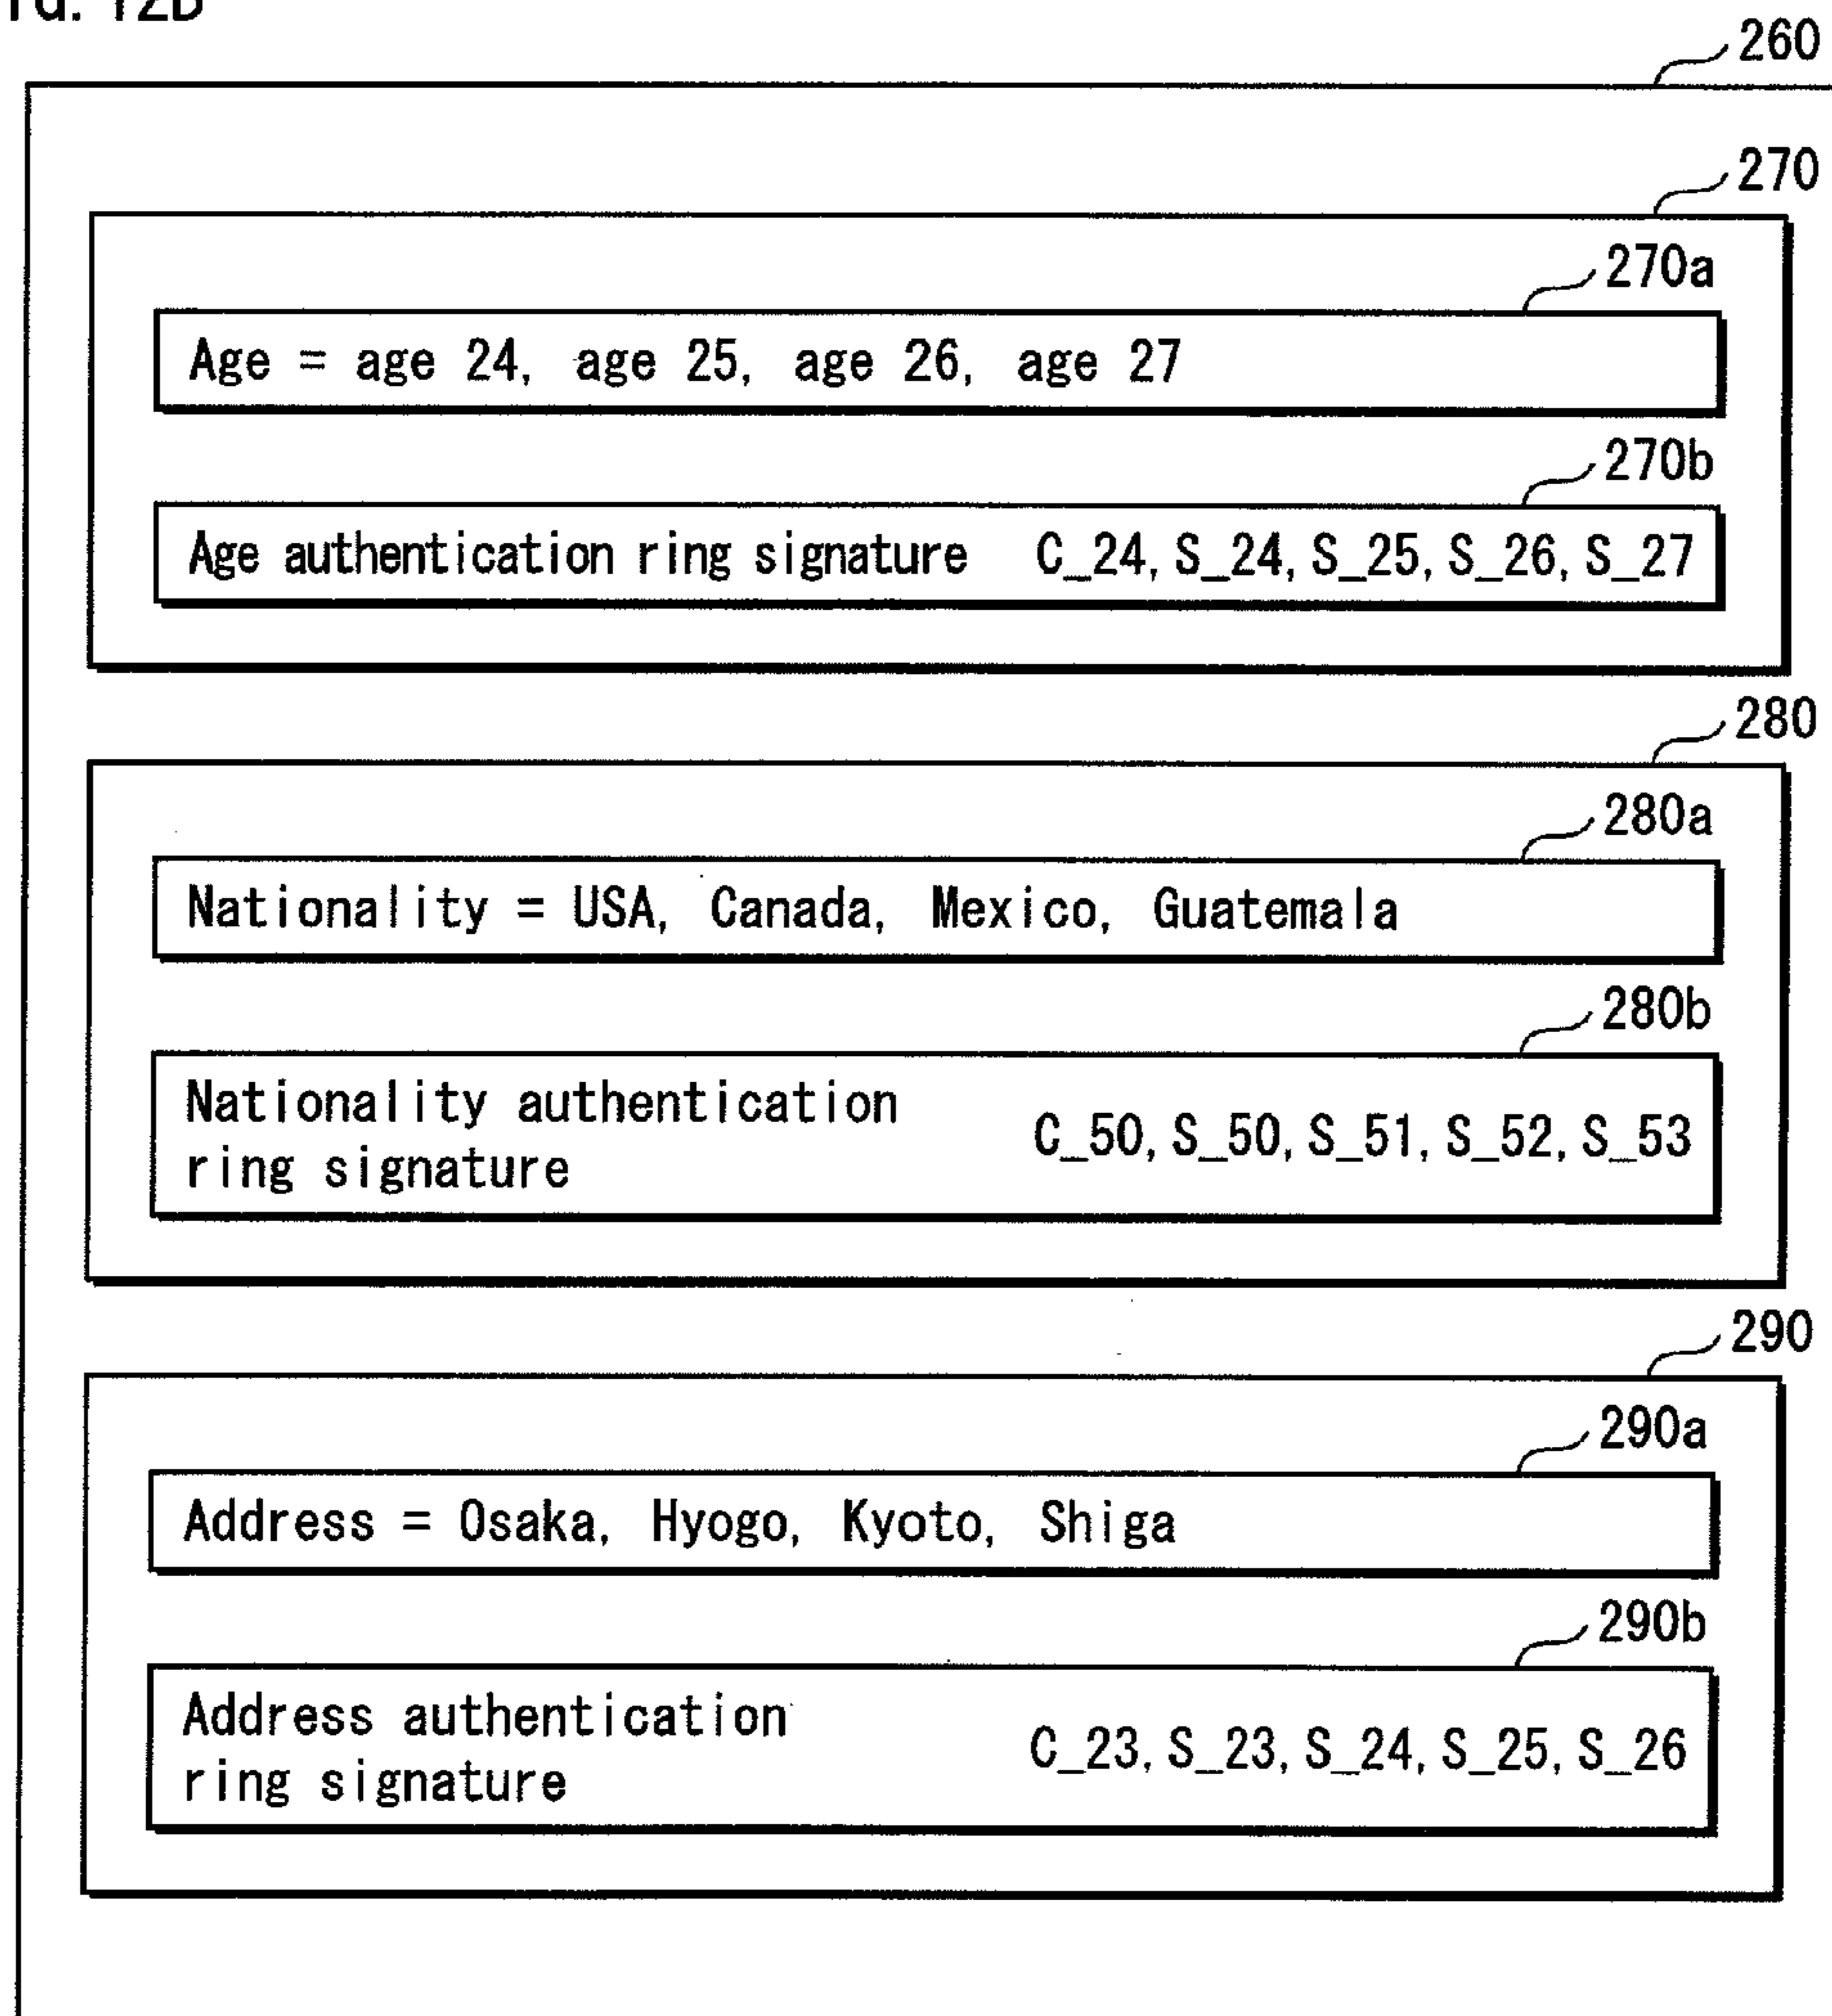 12B
260
270
270a
Age = age 24, age 25, age 26, age 27
270b
Age authentication ring signature C_24, S_24, S_25, S_26, S_27
280
280a
Nationality = USA, Canada, Mexico, Guatemala
280b
Nationality authentication
ring signature
C_50, S_50, S_51, S_52, S_53
290
290a
Address = Osaka, Hyogo, Kyoto, Shiga
290b
Address authentication
ring signature
C_23, S_23, S_24, S_25, S_26